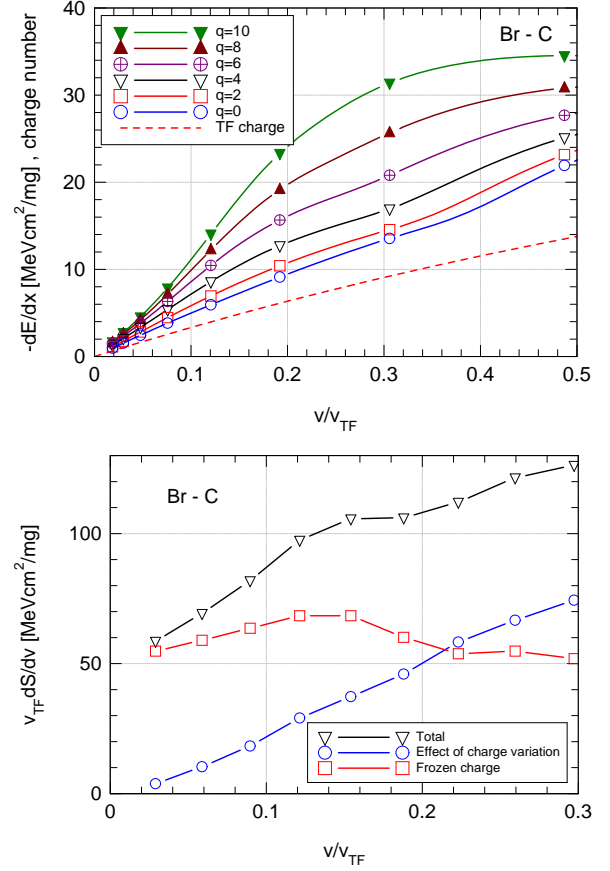 40
30
20
10
0
-dE/dx [MeVcm²/mg] , charge number
q=10
q=8
q=6
q=4
q=2
q=0
TF charge
Br - C
0 0.1 0.2 0.3 0.4 0.5
v/v_TF
100
50
0
v_TF dS/dv [MeVcm²/mg]
Br - C
Total
Effect of charge variation
Frozen charge
0 0.1 0.2 0.3
v/v_TF